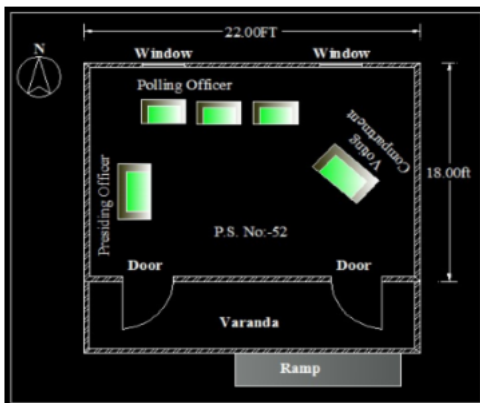 22.00FT
N
Window
Window
Polling Officer
Voting
Compartment
18.00ft
Presiding Officer
P.S. No:-52
Door
Door
Varanda
Ramp